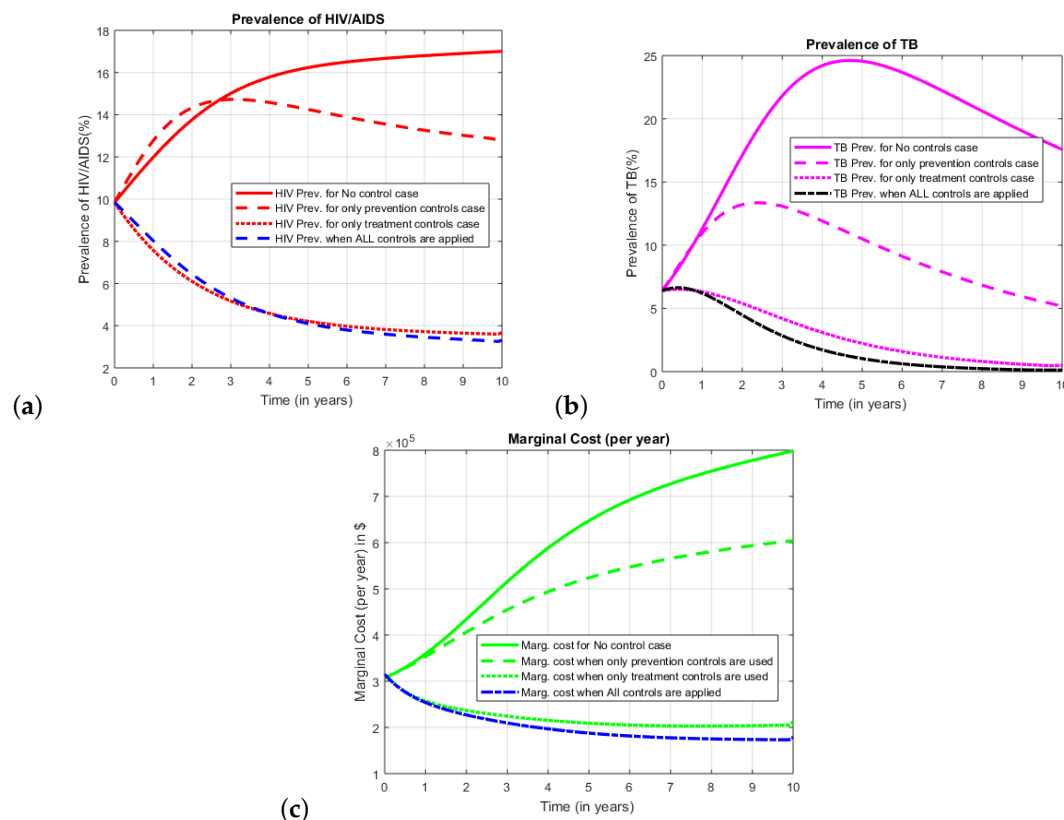 Prevalence of HIV/AIDS
Prevalence of HIV/AIDS(%)
18
16
14
12
10
8
6
4
2
HIV Prev. for No control case
HIV Prev. for only prevention controls case
HIV Prev. for only treatment controls case
HIV Prev. when ALL controls are applied
0 1 2 3 4 5 6 7 8 9 10
Time (in years)
(a)
Prevalence of TB
Prevalence of TB(%)
25
20
15
10
5
0
TB Prev. for No controls case
TB Prev. for only prevention controls case
TB Prev. for only treatment controls case
TB Prev. when ALL controls are applied
0 1 2 3 4 5 6 7 8 9 10
Time (in years)
(b)
Marginal Cost (per year)
×10⁵
Marginal Cost (per year) in $
8
7
6
5
4
3
2
1
Marg. cost for No control case
Marg. cost when only prevention controls are used
Marg. cost when only treatment controls are used
Marg. cost when All controls are applied
0 1 2 3 4 5 6 7 8 9 10
Time (in years)
(c)